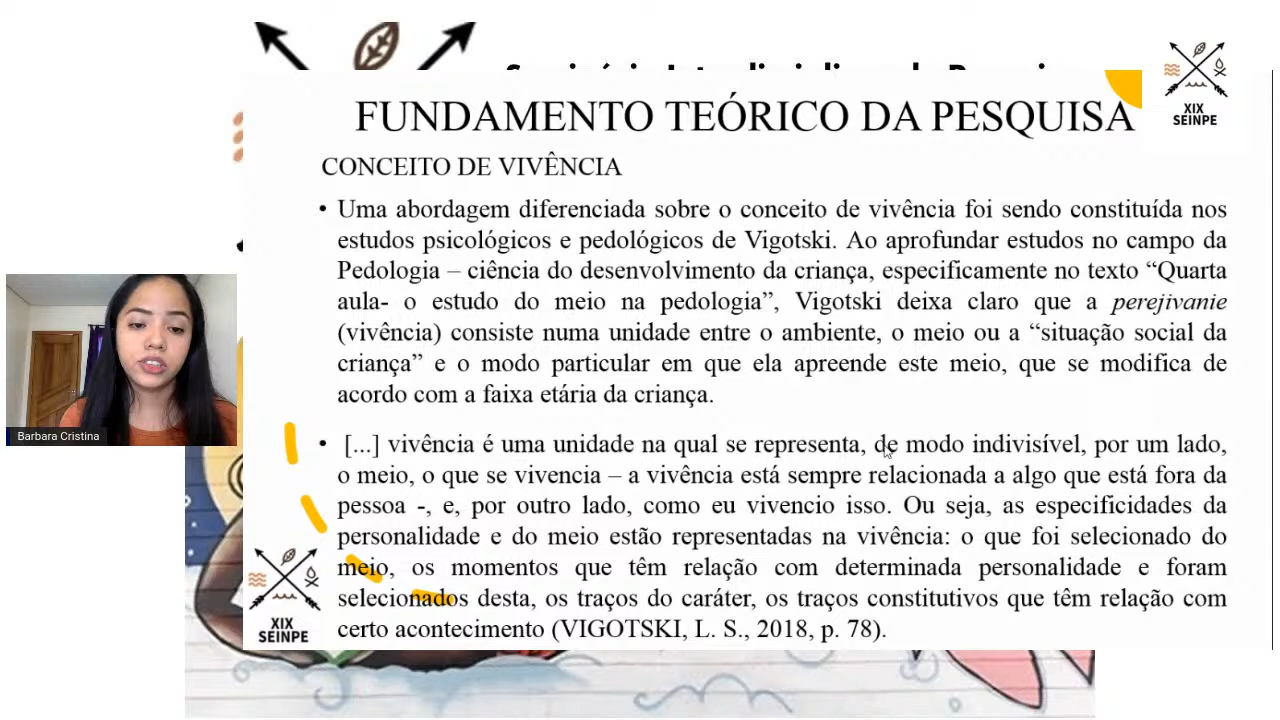 FUNDAMENTO TEÓRICO DA PESQUISA
XIX
SEINPE
CONCEITO DE VIVÊNCIA
• Uma abordagem diferenciada sobre o conceito de vivência foi sendo constituída nos
estudos psicológicos e pedológicos de Vigotski. Ao aprofundar estudos no campo da
Pedologia – ciência do desenvolvimento da criança, especificamente no texto “Quarta
aula- o estudo do meio na pedologia”, Vigotski deixa claro que a perejivanie
(vivência) consiste numa unidade entre o ambiente, o meio ou a “situação social da
criança” e o modo particular em que ela apreende este meio, que se modifica de
acordo com a faixa etária da criança.
Barbara Cristina
• [...] vivência é uma unidade na qual se representa, de modo indivisível, por um lado,
o meio, o que se vivencia – a vivência está sempre relacionada a algo que está fora da
pessoa -, e, por outro lado, como eu vivencio isso. Ou seja, as especificidades da
personalidade e do meio estão representadas na vivência: o que foi selecionado do
meio, os momentos que têm relação com determinada personalidade e foram
selecionados desta, os traços do caráter, os traços constitutivos que têm relação com
certo acontecimento (VIGOTSKI, L. S., 2018, p. 78).
XIX
SEINPE